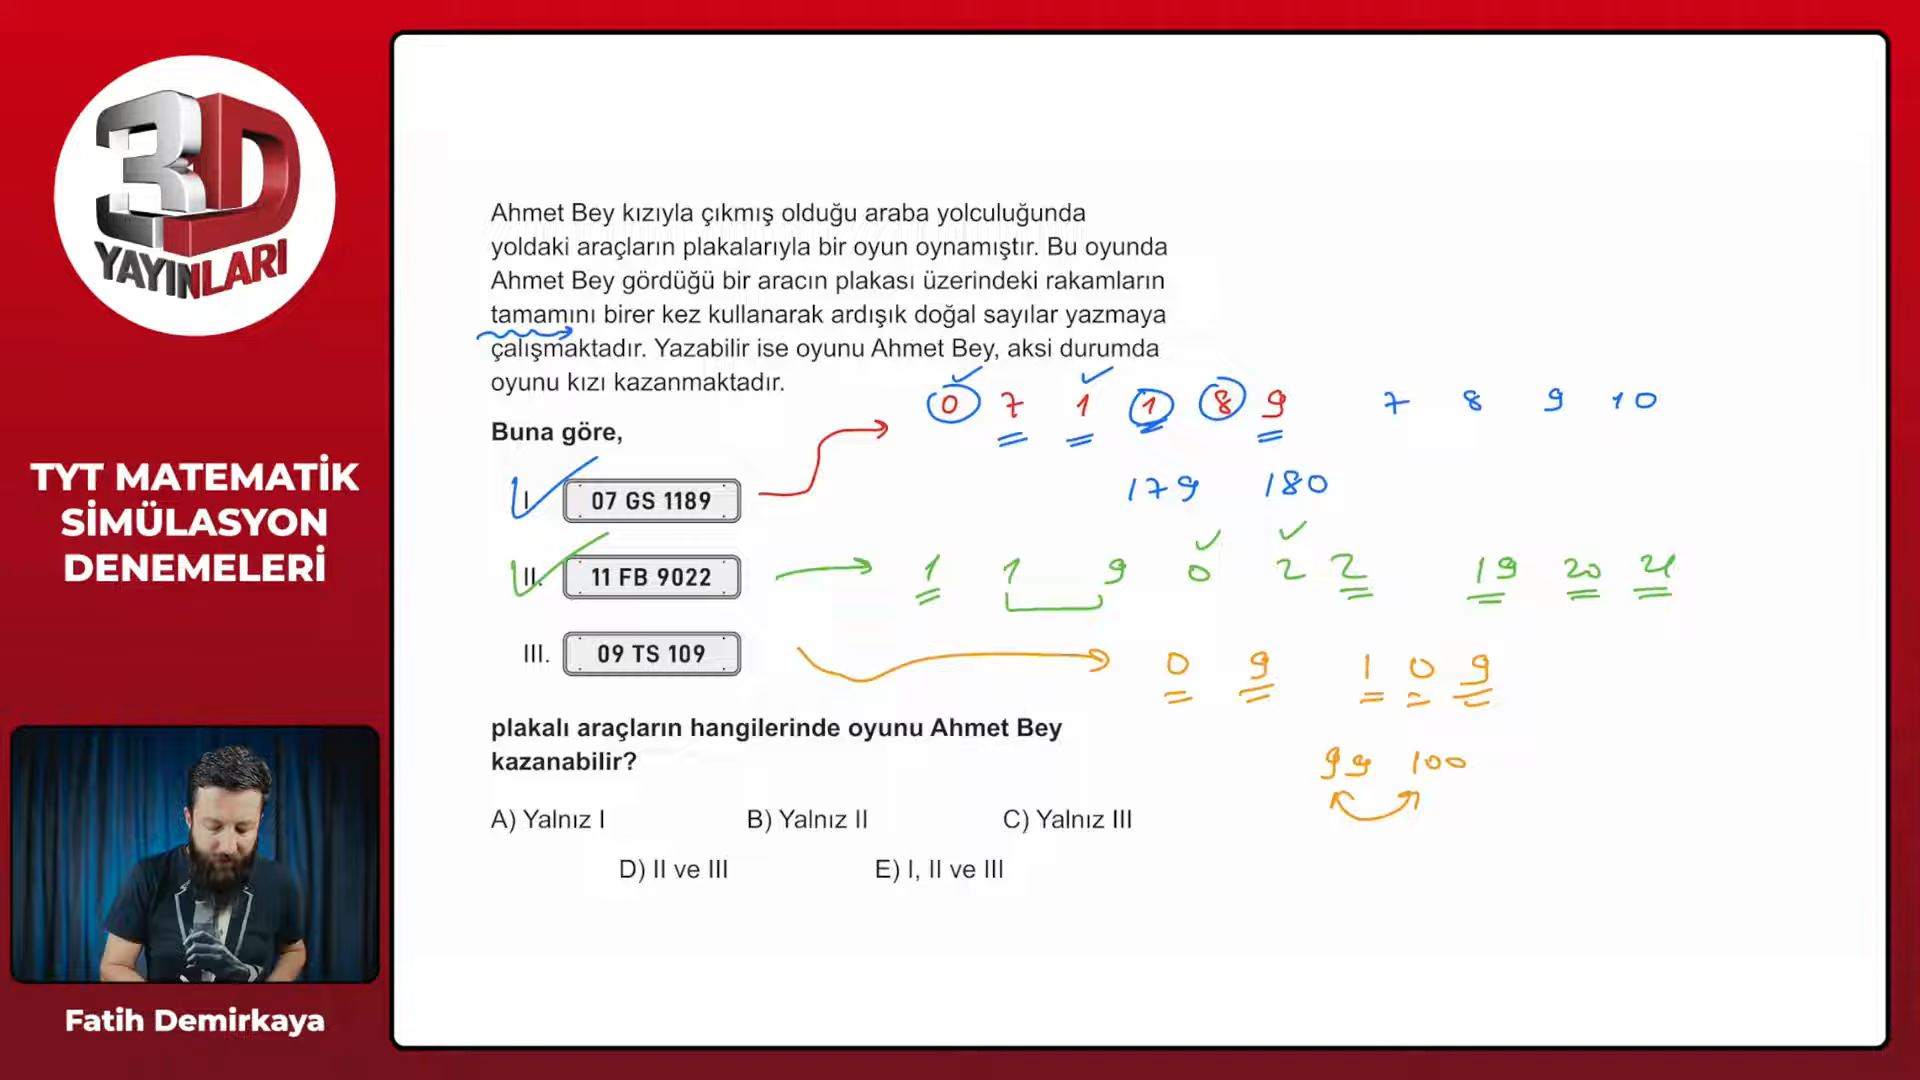 3D
YAYINLARI
TYT MATEMATİK
SİMÜLASYON
DENEMELERİ
Fatih Demirkaya
Ahmet Bey kızıyla çıkmış olduğu araba yolculuğunda
yoldaki araçların plakalarıyla bir oyun oynamıştır. Bu oyunda
Ahmet Bey gördüğü bir aracın plakası üzerindeki rakamların
tamamını birer kez kullanarak ardışık doğal sayılar yazmaya
çalışmaktadır. Yazabilir ise oyunu Ahmet Bey, aksi durumda
oyunu kızı kazanmaktadır.
0 7 1 1 8 9 7 8 9 10
Buna göre,
179 180
I. 07 GS 1189
II. 11 FB 9022
1 1 9 0 2 2 19 20 21
III. 09 TS 109
0 9 1 0 9
99 100
plakalı araçların hangilerinde oyunu Ahmet Bey
kazanabilir?
A) Yalnız I B) Yalnız II C) Yalnız III
D) II ve III E) I, II ve III